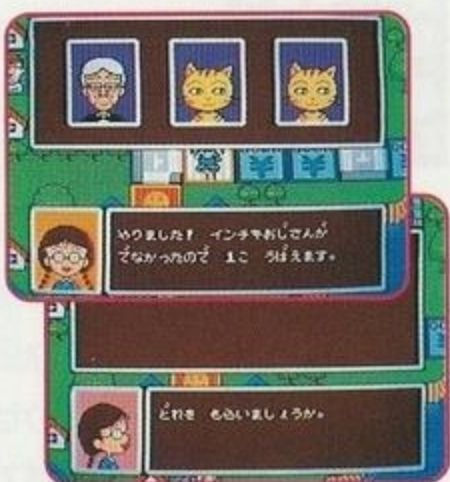 やりました! インチキおじさんが
でなかったので 1こ うばえます。
どれを もらいましょうか。